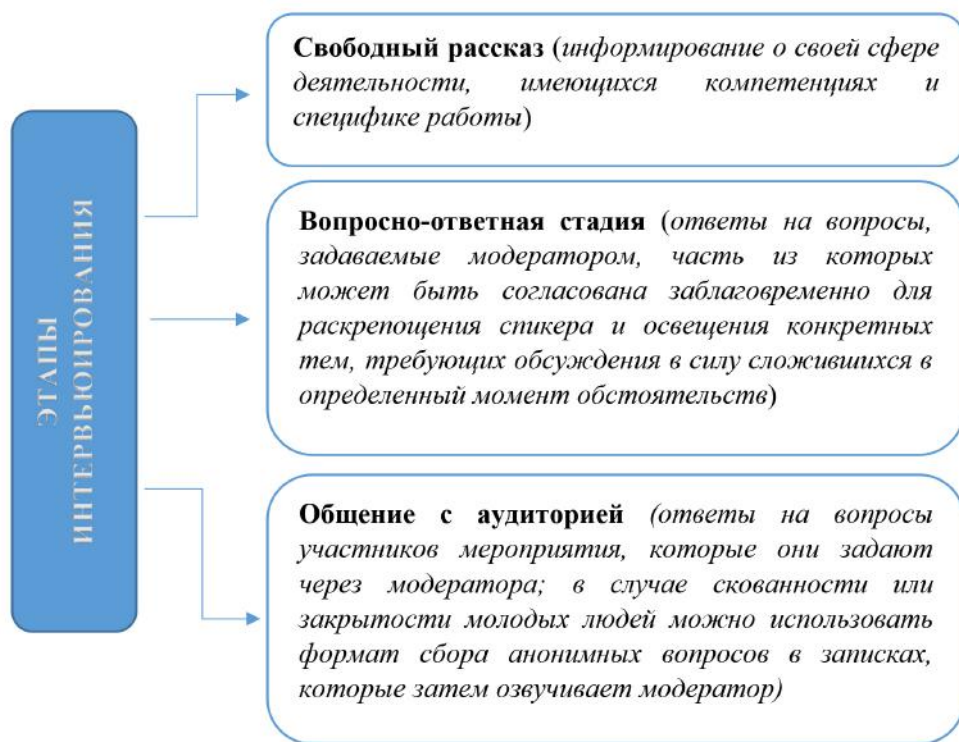 ЭТАПЫ
ИНТЕРВЬЮИРОВАНИЯ
Свободный рассказ (информирование о своей сфере
деятельности, имеющихся компетенциях и
специфике работы)
Вопросно-ответная стадия (ответы на вопросы,
задаваемые модератором, часть из которых
может быть согласована заблаговременно для
раскрепощения спикера и освещения конкретных
тем, требующих обсуждения в силу сложившихся в
определенный момент обстоятельств)
Общение с аудиторией (ответы на вопросы
участников мероприятия, которые они задают
через модератора; в случае скованности или
закрытости молодых людей можно использовать
формат сбора анонимных вопросов в записках,
которые затем озвучивает модератор)